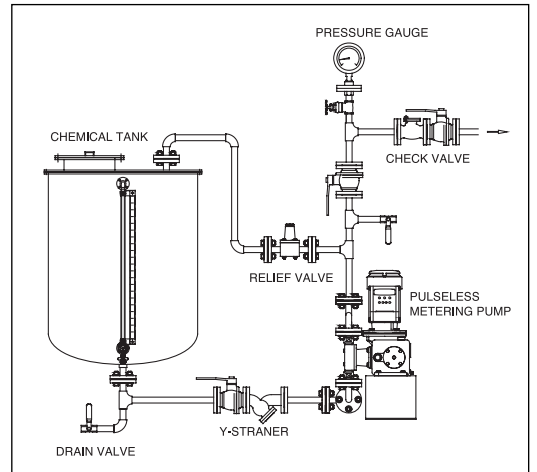 PRESSURE GAUGE
CHEMICAL TANK
CHECK VALVE
RELIEF VALVE
PULSELESS
METERING PUMP
Y-STRANER
DRAIN VALVE